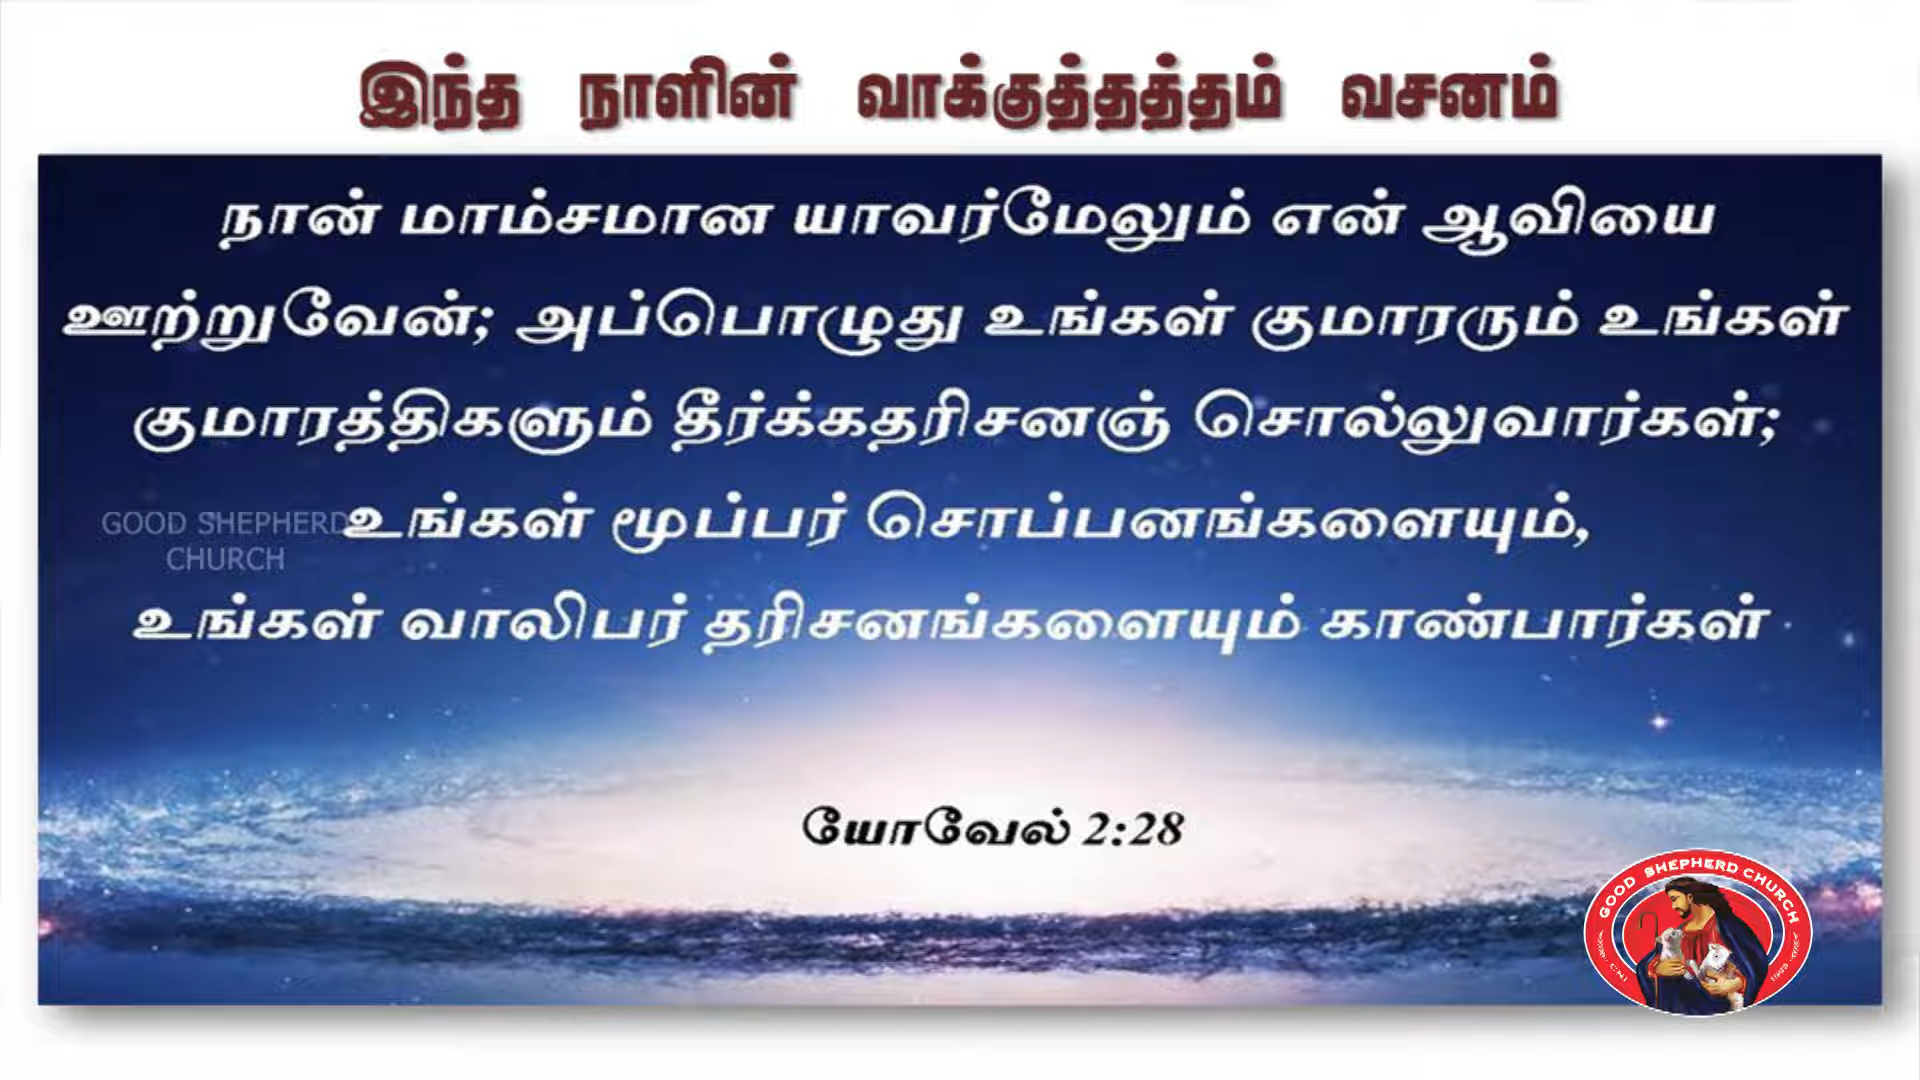 இந்த நாளின் வாக்குத்தத்தம் வசனம்
நான் மாம்சமான யாவர்மேலும் என் ஆவியை
ஊற்றுவேன்; அப்பொழுது உங்கள் குமாரரும் உங்கள்
குமாரத்திகளும் தீர்க்கதரிசனஞ் சொல்லுவார்கள்;
உங்கள் மூப்பர் சொப்பனங்களையும்,
உங்கள் வாலிபர் தரிசனங்களையும் காண்பார்கள்
GOOD SHEPHERD
CHURCH
யோவேல் 2:28
GOOD SHEPHERD CHURCH